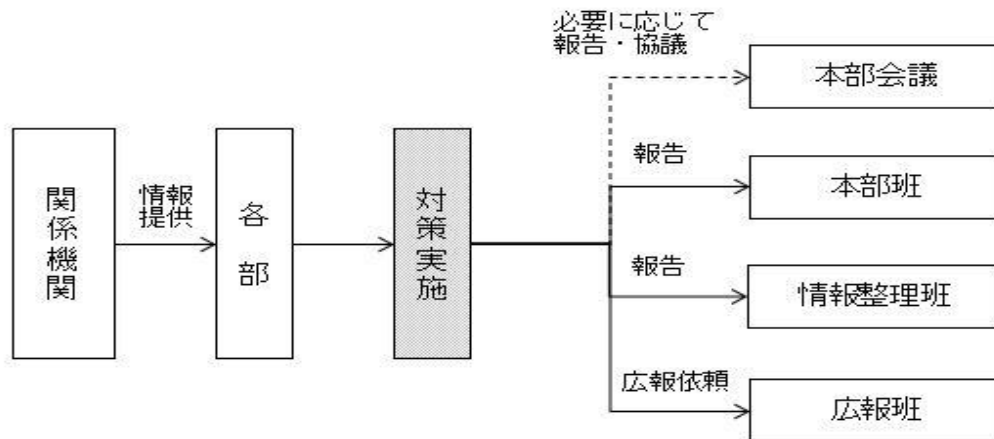 必要に応じて
報告・協議
本部会議
関係機関
情報
提供
各部
対策実施
報告
本部班
報告
情報整理班
広報依頼
広報班